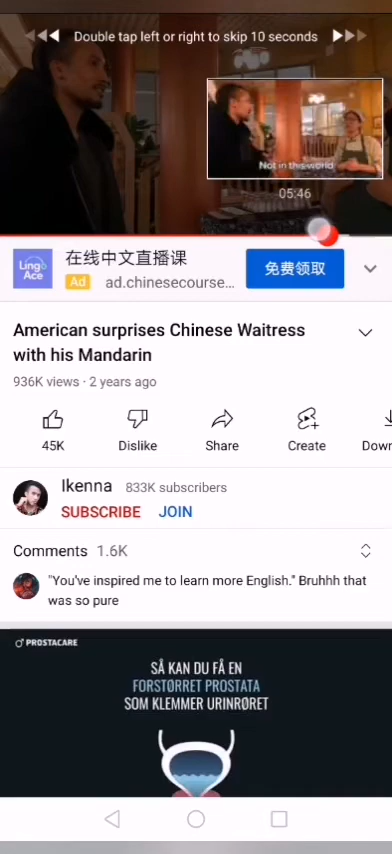 Double tap left or right to skip 10 seconds
Not in this world
05:46
Ling
Ace
在线中文直播课
Ad ad.chinesecourse…
免费领取
American surprises Chinese Waitress
with his Mandarin
936K views · 2 years ago
45K Dislike Share Create Down
Ikenna 833K subscribers
SUBSCRIBE JOIN
Comments 1.6K
"You've inspired me to learn more English." Bruhhh that
was so pure
PROSTACARE
SÅ KAN DU FÅ EN
FORSTØRRET PROSTATA
SOM KLEMMER URINRØRET